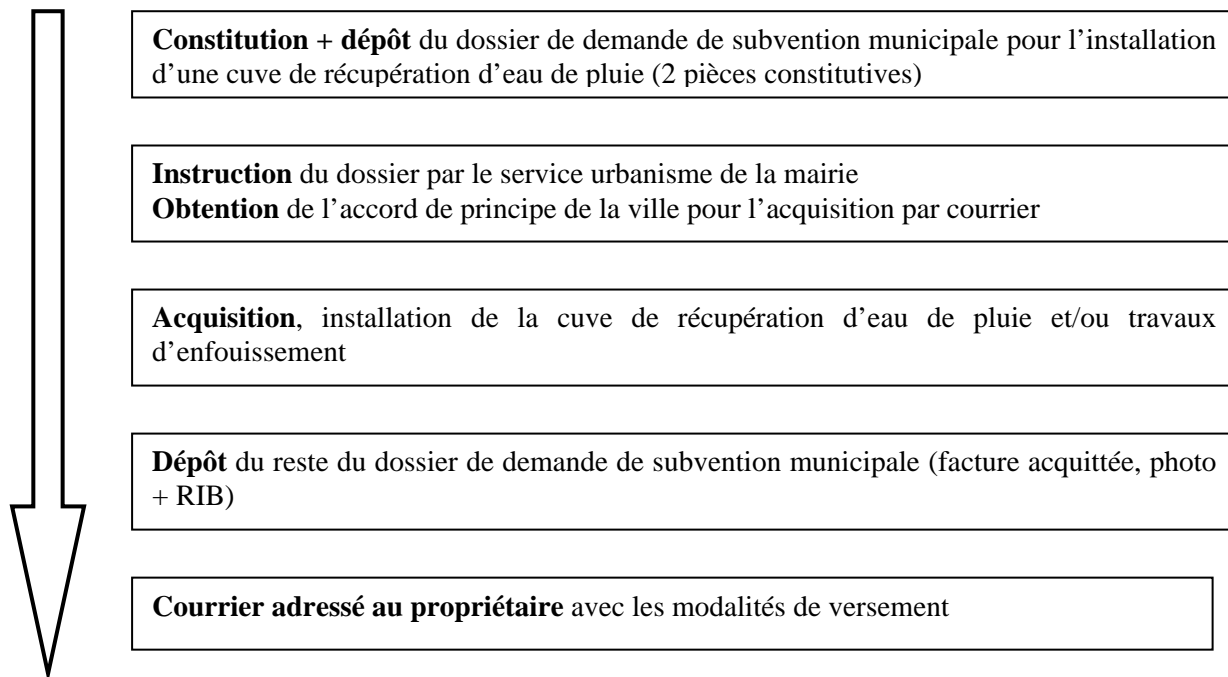 Constitution + dépôt du dossier de demande de subvention municipale pour l'installation
d'une cuve de récupération d'eau de pluie (2 pièces constitutives)
Instruction du dossier par le service urbanisme de la mairie
Obtention de l'accord de principe de la ville pour l'acquisition par courrier
Acquisition, installation de la cuve de récupération d'eau de pluie et/ou travaux
d'enfouissement
Dépôt du reste du dossier de demande de subvention municipale (facture acquittée, photo
+ RIB)
Courrier adressé au propriétaire avec les modalités de versement